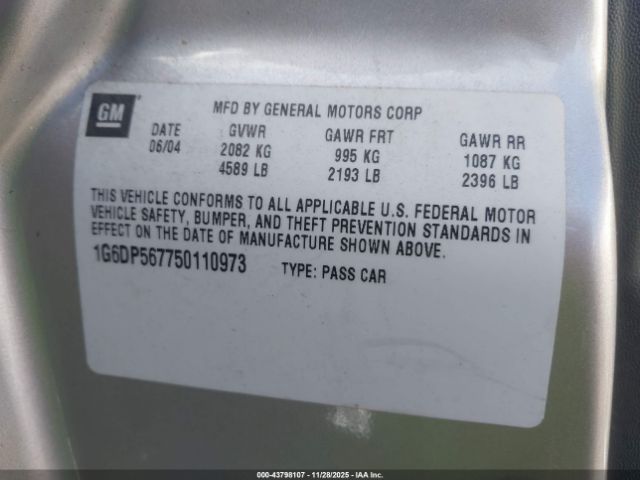 GM
MFD BY GENERAL MOTORS CORP
DATE GVWR GAWR FRT GAWR RR
06/04 2082 KG 995 KG 1087 KG
4589 LB 2193 LB 2396 LB
THIS VEHICLE CONFORMS TO ALL APPLICABLE U.S. FEDERAL MOTOR
VEHICLE SAFETY, BUMPER, AND THEFT PREVENTION STANDARDS IN
EFFECT ON THE DATE OF MANUFACTURE SHOWN ABOVE.
1G6DP567750110973 TYPE: PASS CAR
000-43798107 - 11/28/2025 - IAA Inc.